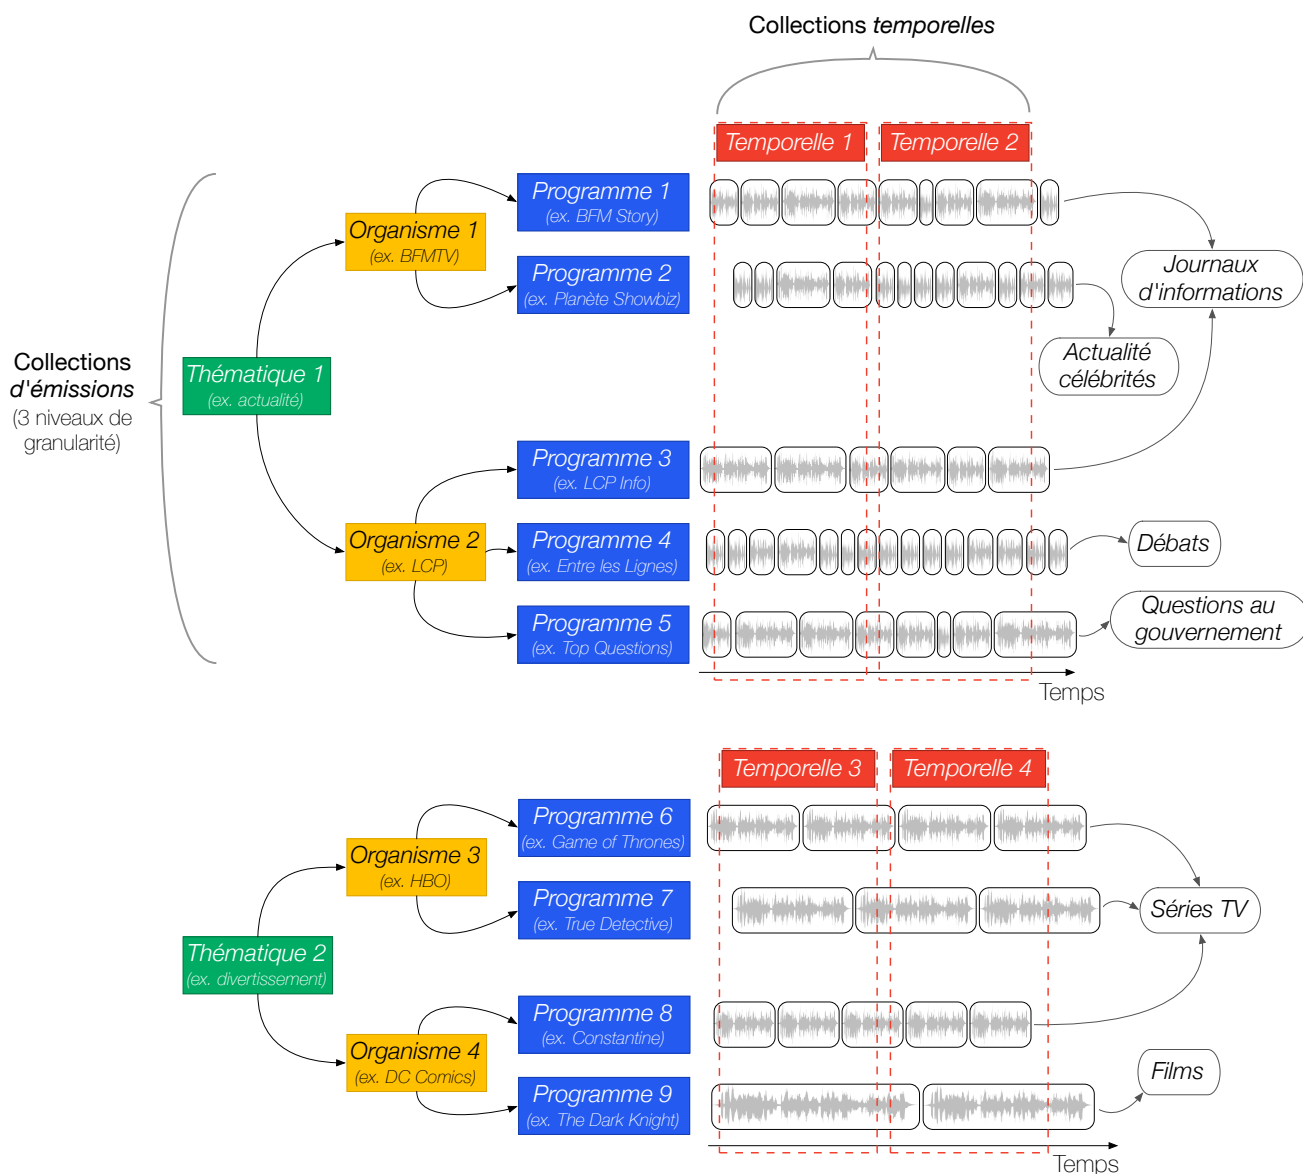 Collections temporelles
Temporelle 1
Temporelle 2
Programme 1
(ex. BFM Story)
Organisme 1
(ex. BFMTV)
Programme 2
(ex. Planète Showbiz)
Journaux
d'informations
Actualité
célébrités
Collections
d'émissions
(3 niveaux de
granularité)
Thématique 1
(ex. actualité)
Programme 3
(ex. LCP Info)
Organisme 2
(ex. LCP)
Programme 4
(ex. Entre les Lignes)
Débats
Programme 5
(ex. Top Questions)
Questions au
gouvernement
Temps
Temporelle 3
Temporelle 4
Programme 6
(ex. Game of Thrones)
Organisme 3
(ex. HBO)
Programme 7
(ex. True Detective)
Séries TV
Thématique 2
(ex. divertissement)
Programme 8
(ex. Constantine)
Organisme 4
(ex. DC Comics)
Programme 9
(ex. The Dark Knight)
Films
Temps